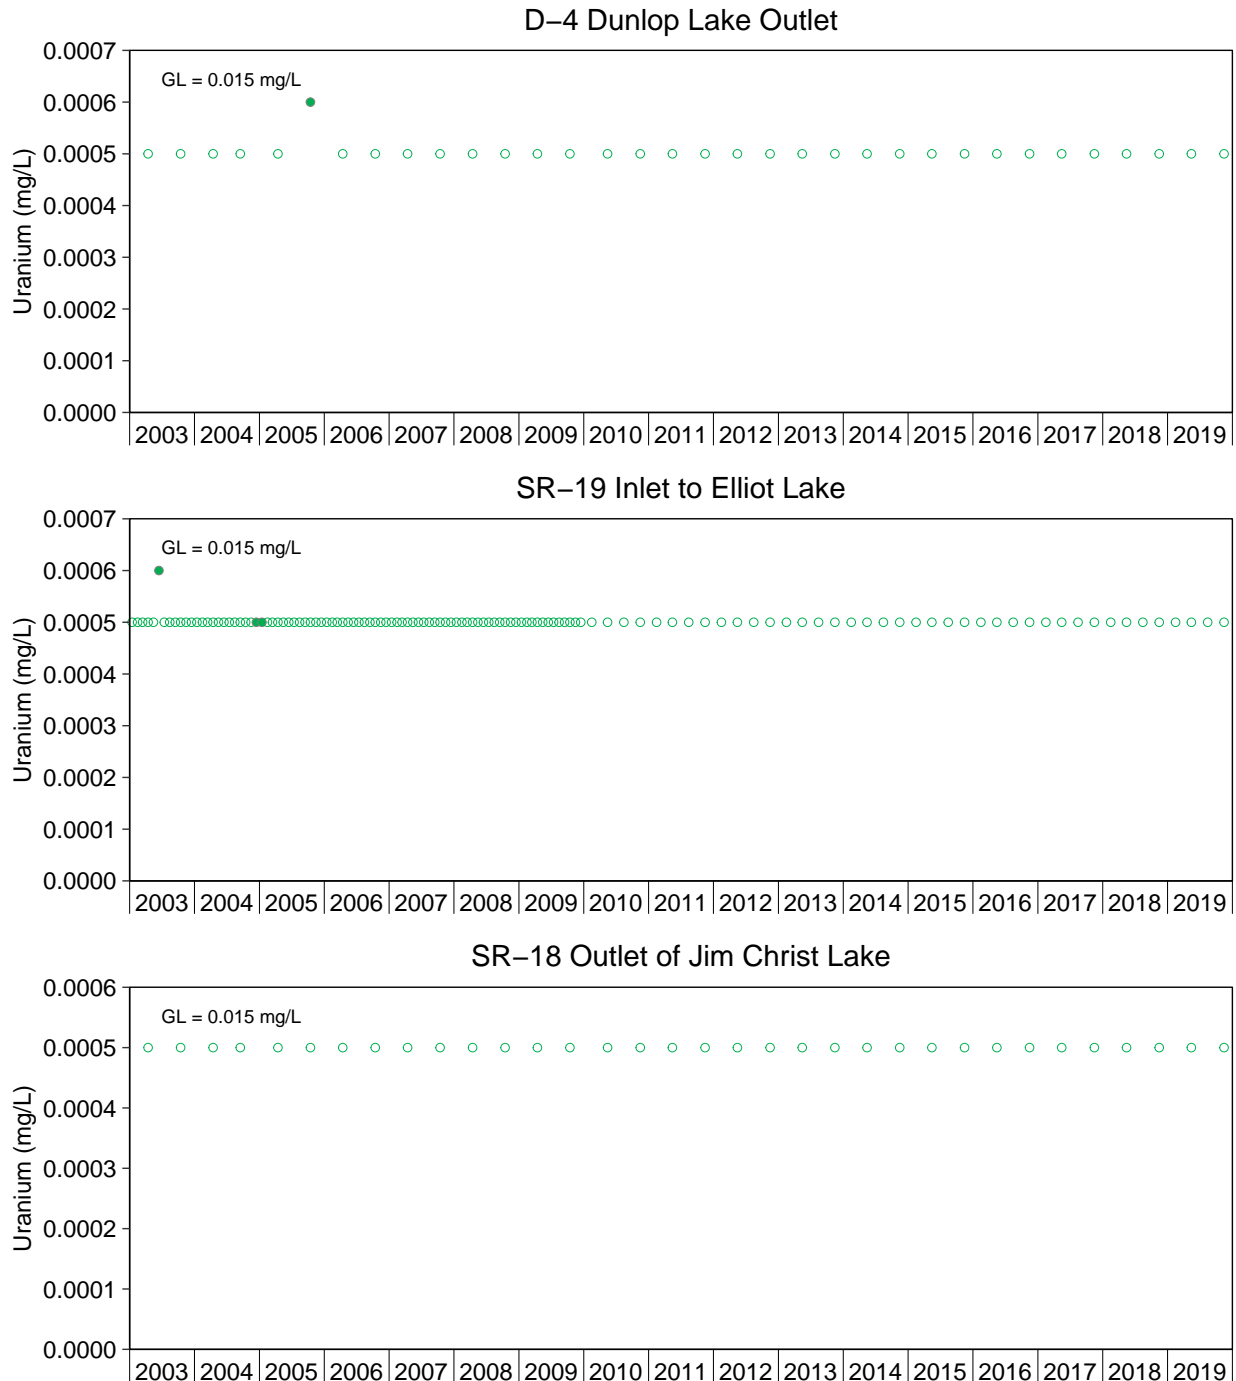 D−4 Dunlop Lake Outlet
0.0007
GL = 0.015 mg/L
0.0006
0.0005
0.0004
0.0003
0.0002
0.0001
0.0000
Uranium (mg/L)
2003 2004 2005 2006 2007 2008 2009 2010 2011 2012 2013 2014 2015 2016 2017 2018 2019
SR−19 Inlet to Elliot Lake
0.0007
GL = 0.015 mg/L
0.0006
0.0005
0.0004
0.0003
0.0002
0.0001
0.0000
Uranium (mg/L)
2003 2004 2005 2006 2007 2008 2009 2010 2011 2012 2013 2014 2015 2016 2017 2018 2019
SR−18 Outlet of Jim Christ Lake
0.0006
GL = 0.015 mg/L
0.0005
0.0004
0.0003
0.0002
0.0001
0.0000
Uranium (mg/L)
2003 2004 2005 2006 2007 2008 2009 2010 2011 2012 2013 2014 2015 2016 2017 2018 2019